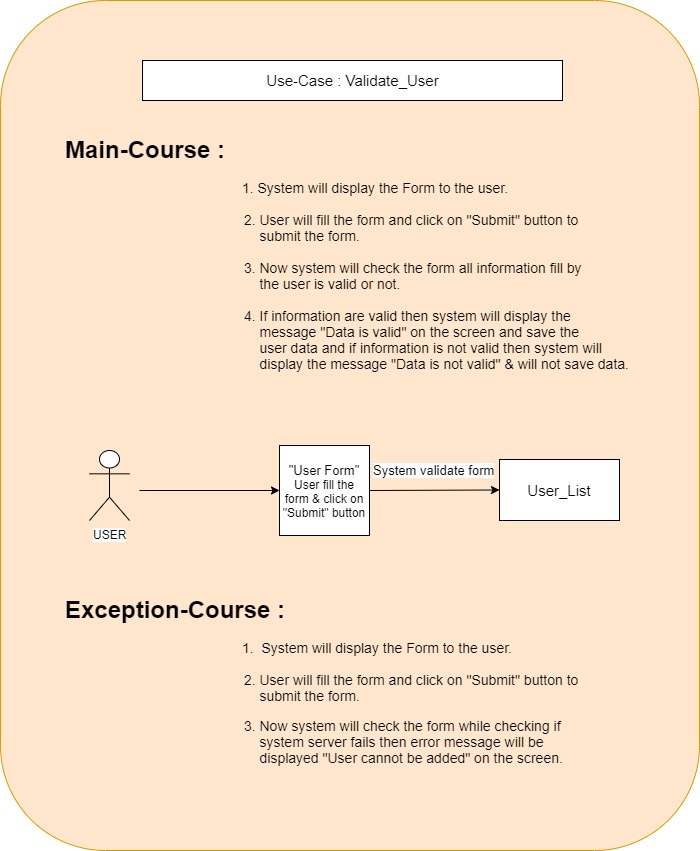 Use-Case : Validate_User
Main-Course :
1. System will display the Form to the user.
2. User will fill the form and click on "Submit" button to
submit the form.
3. Now system will check the form all information fill by
the user is valid or not.
4. If information are valid then system will display the
message "Data is valid" on the screen and save the
user data and if information is not valid then system will
display the message "Data is not valid" & will not save data.
"User Form"
User fill the
form & click on
"Submit" button
System validate form
User_List
USER
Exception-Course :
1. System will display the Form to the user.
2. User will fill the form and click on "Submit" button to
submit the form.
3. Now system will check the form while checking if
system server fails then error message will be
displayed "User cannot be added" on the screen.